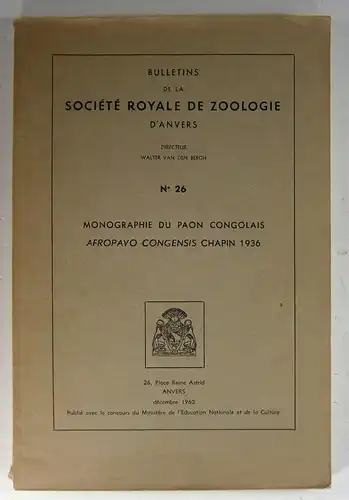 BULLETINS
DE LA
SOCIÉTÉ ROYALE DE ZOOLOGIE
D'ANVERS
DIRECTEUR
WALTER VAN DEN BERGH
N° 26
MONOGRAPHIE DU PAON CONGOLAIS
AFROPAVO CONGENSIS CHAPIN 1936
26, Place Reine Astrid
ANVERS
décembre 1962
Publié avec le concours du Ministère de l'Education Nationale et de la Culture